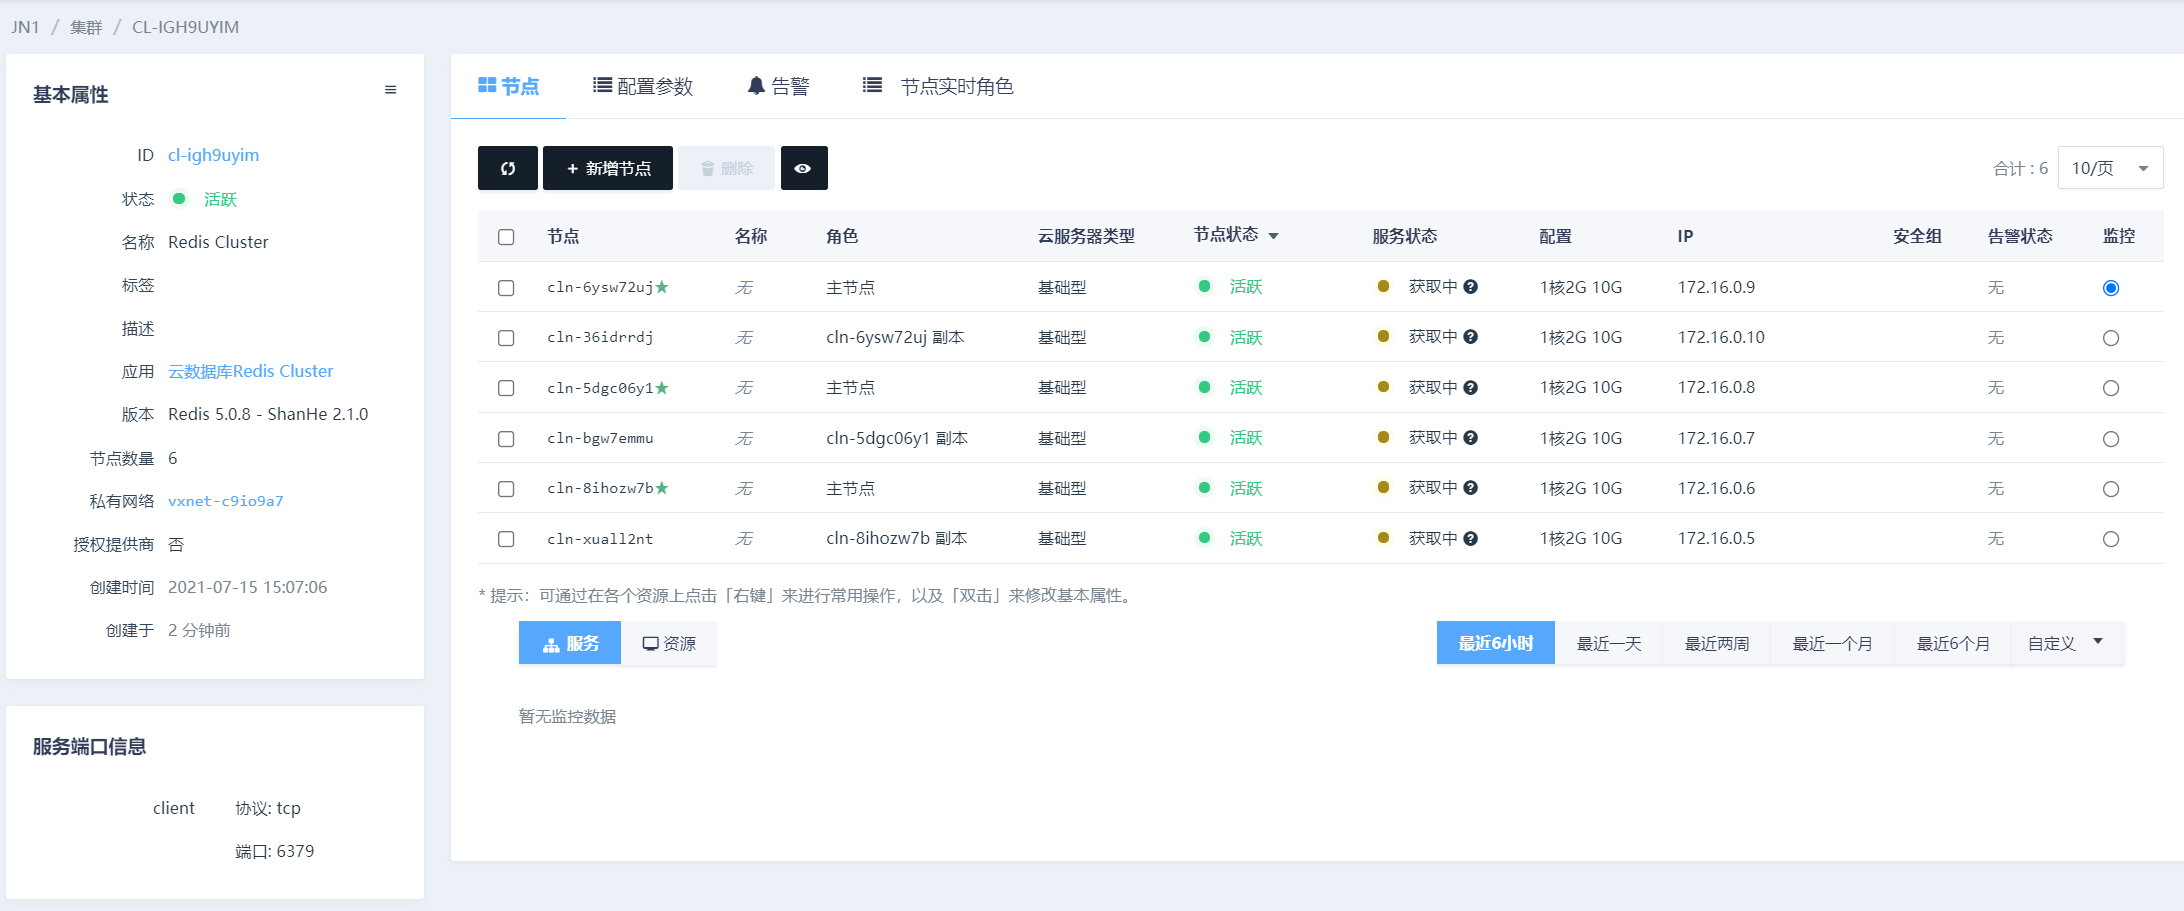 JN1 / 集群 / CL-IGH9UYIM
基本属性
ID cl-igh9uyim
状态 活跃
名称 Redis Cluster
标签
描述
应用 云数据库Redis Cluster
版本 Redis 5.0.8 - ShanHe 2.1.0
节点数量 6
私有网络 vxnet-c9io9a7
授权提供商 否
创建时间 2021-07-15 15:07:06
创建于 2 分钟前
服务端口信息
client 协议: tcp
端口: 6379
节点 配置参数 告警 节点实时角色
+ 新增节点 删除 合计 : 6 10/页
节点 名称 角色 云服务器类型 节点状态 服务状态 配置 IP 安全组 告警状态 监控
cln-6ysw72uj★ 无 主节点 基础型 活跃 获取中 ? 1核2G 10G 172.16.0.9 无
cln-36idrrdj 无 cln-6ysw72uj 副本 基础型 活跃 获取中 ? 1核2G 10G 172.16.0.10 无
cln-5dgc06y1★ 无 主节点 基础型 活跃 获取中 ? 1核2G 10G 172.16.0.8 无
cln-bgw7emmu 无 cln-5dgc06y1 副本 基础型 活跃 获取中 ? 1核2G 10G 172.16.0.7 无
cln-8ihozw7b★ 无 主节点 基础型 活跃 获取中 ? 1核2G 10G 172.16.0.6 无
cln-xuall2nt 无 cln-8ihozw7b 副本 基础型 活跃 获取中 ? 1核2G 10G 172.16.0.5 无
* 提示：可通过在各个资源上点击「右键」来进行常用操作，以及「双击」来修改基本属性。
服务 资源 最近6小时 最近一天 最近两周 最近一个月 最近6个月 自定义
暂无监控数据